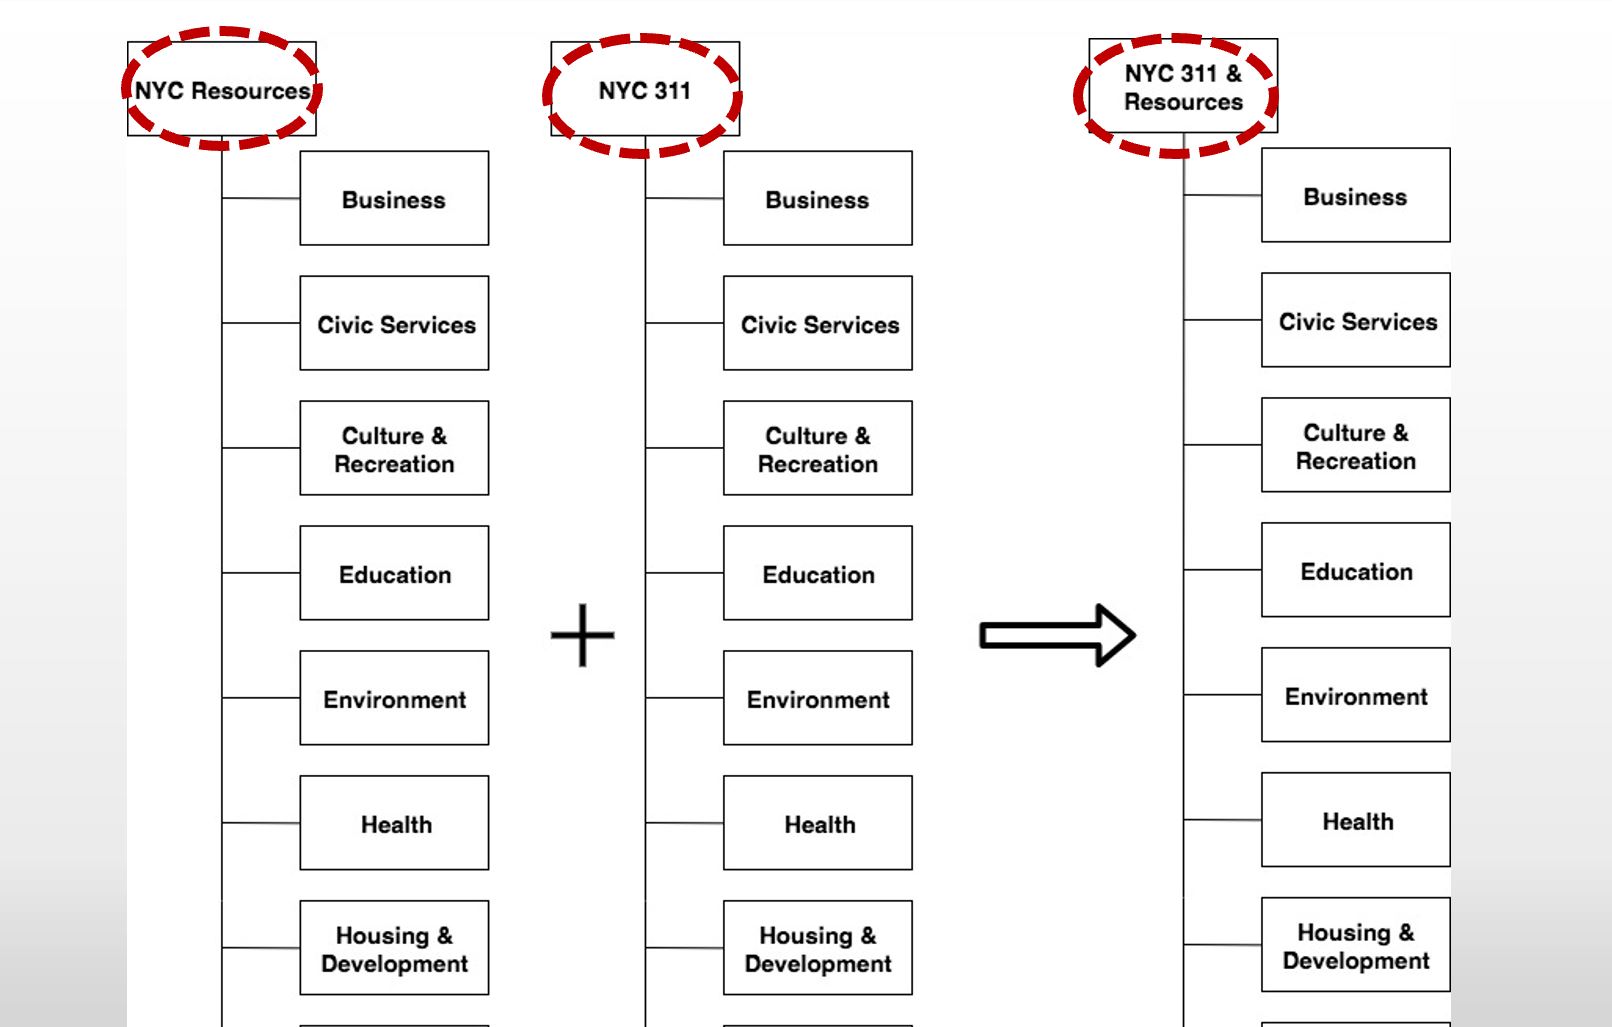 NYC Resources
Business
Civic Services
Culture &
Recreation
Education
Environment
Health
Housing &
Development
+
NYC 311
Business
Civic Services
Culture &
Recreation
Education
Environment
Health
Housing &
Development
NYC 311 &
Resources
Business
Civic Services
Culture &
Recreation
Education
Environment
Health
Housing &
Development